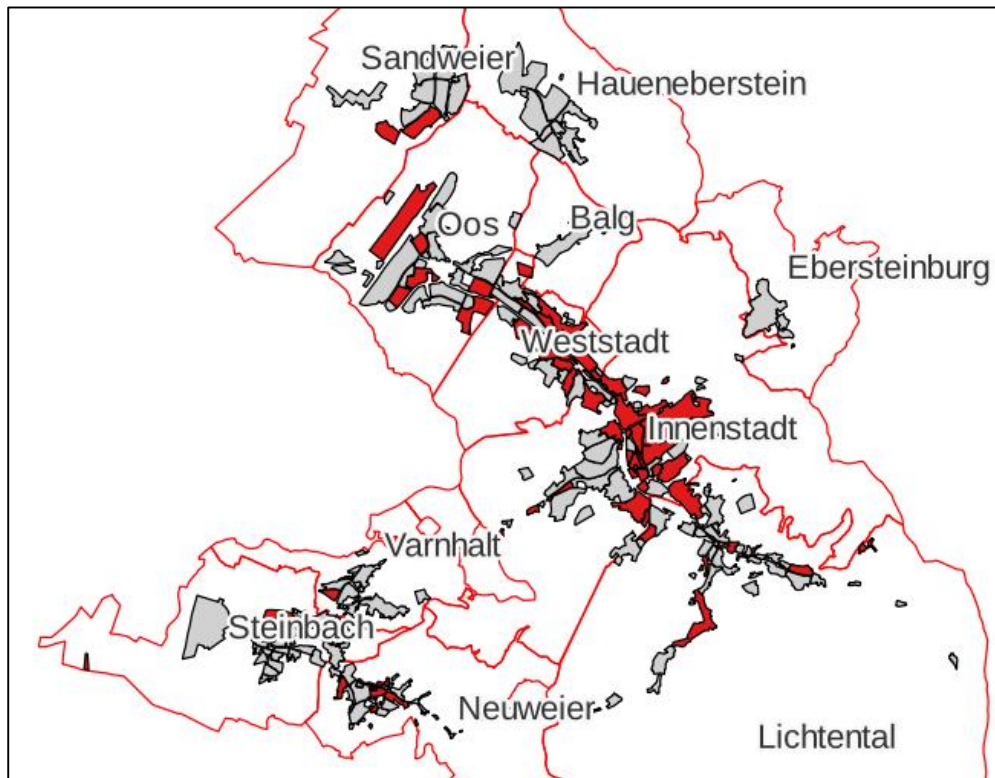 Sandweier
Haueneberstein
Oos
Balg
Ebersteinburg
Weststadt
Innenstadt
Varnhalt
Steinbach
Neuweier
Lichtental